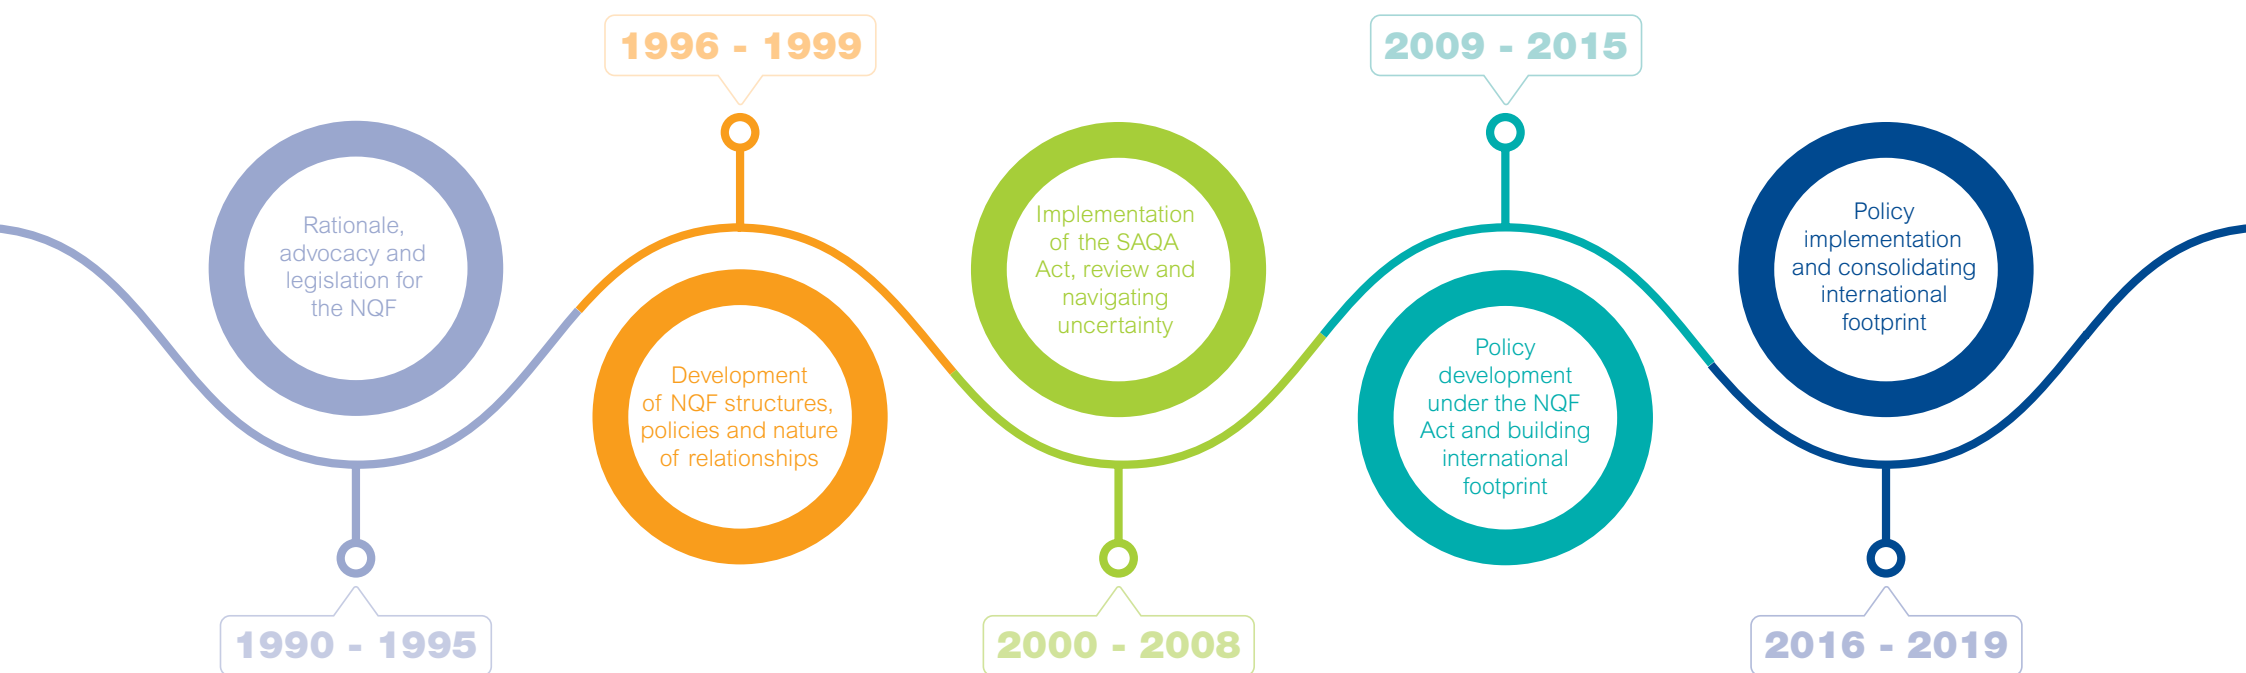 1996 - 1999
2009 - 2015
Rationale,
advocacy and
legislation for
the NQF
Development
of NQF structures,
policies and nature
of relationships
Implementation
of the SAQA
Act, review and
navigating
uncertainty
Policy
development
under the NQF
Act and building
international
footprint
Policy
implementation
and consolidating
international
footprint
1990 - 1995
2000 - 2008
2016 - 2019